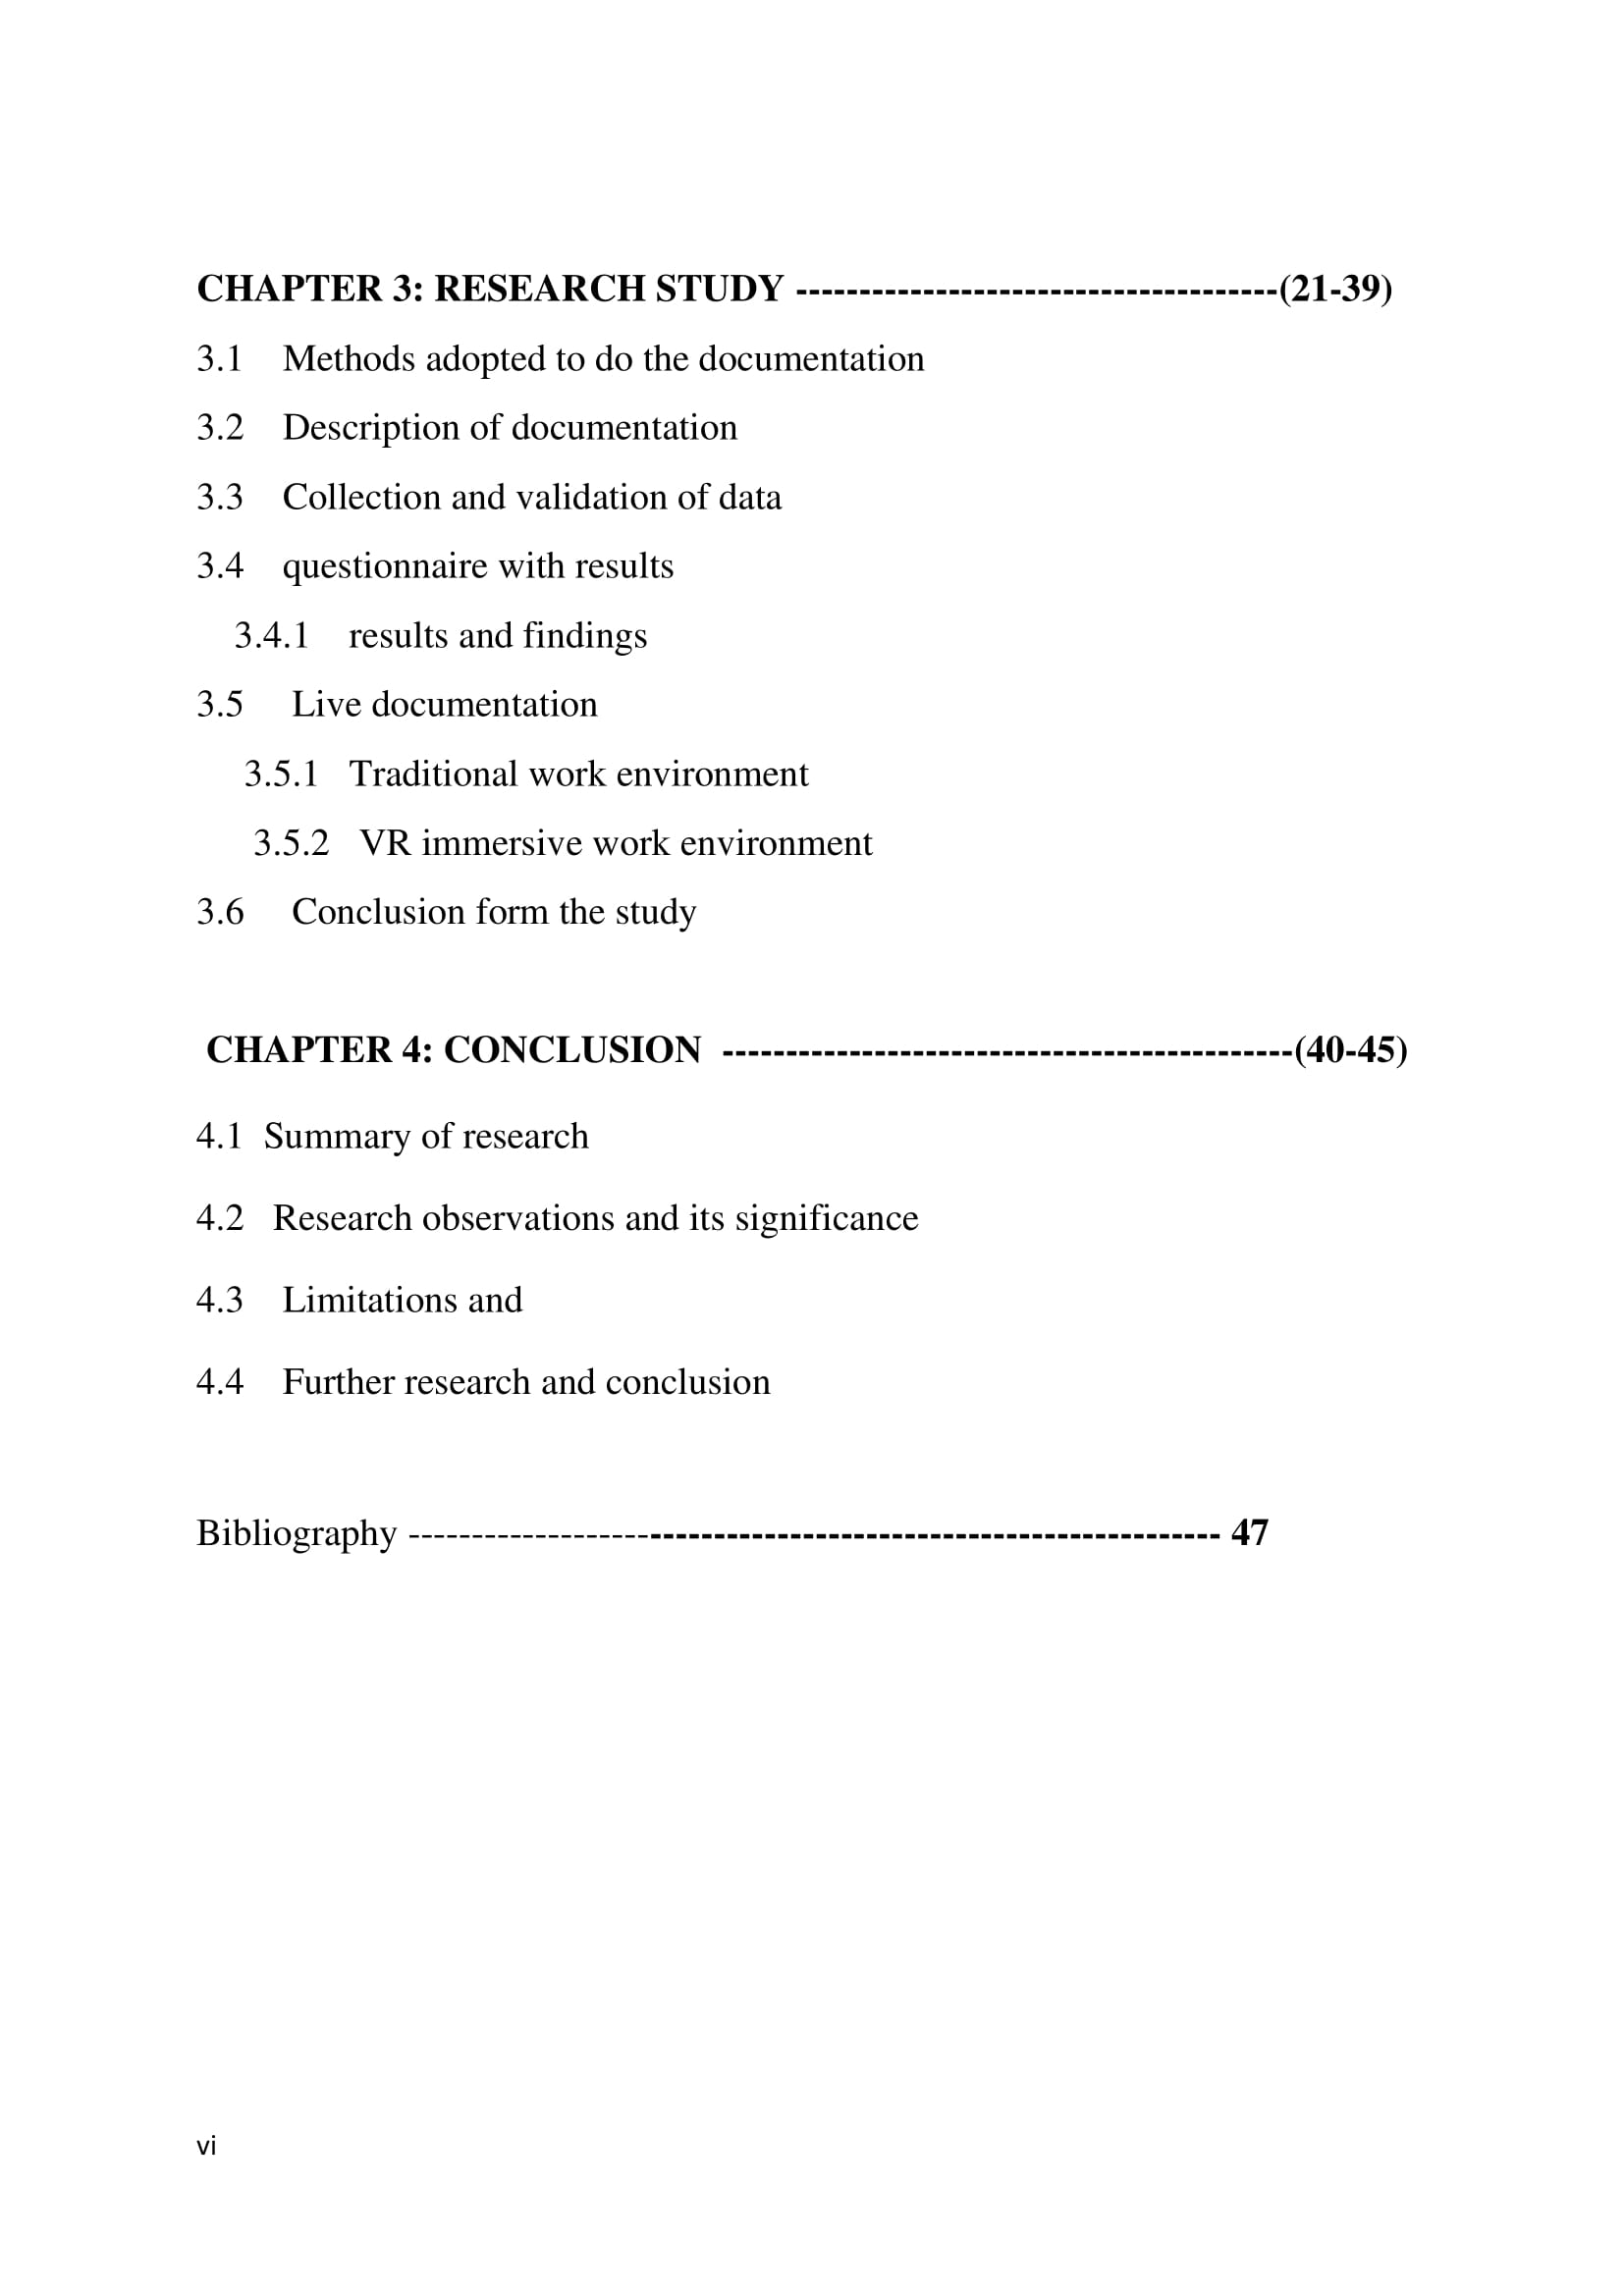 CHAPTER 3: RESEARCH STUDY --------------------------------------(21-39)
3.1 Methods adopted to do the documentation
3.2 Description of documentation
3.3 Collection and validation of data
3.4 questionnaire with results
3.4.1 results and findings
3.5 Live documentation
3.5.1 Traditional work environment
3.5.2 VR immersive work environment
3.6 Conclusion form the study
CHAPTER 4: CONCLUSION ---------------------------------------------(40-45)
4.1 Summary of research
4.2 Research observations and its significance
4.3 Limitations and
4.4 Further research and conclusion
Bibliography ---------------------------------------------------------------- 47
vi